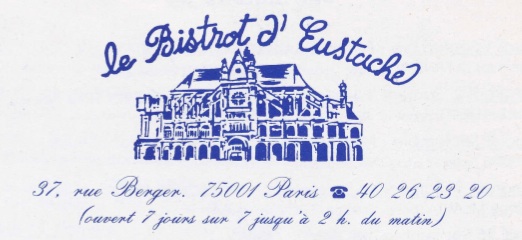 le Bistrot d' Eustache
37, rue Berger. 75001 Paris ☎ 40 26 23 20
(ouvert 7 jours sur 7 jusqu'à 2 h. du matin)